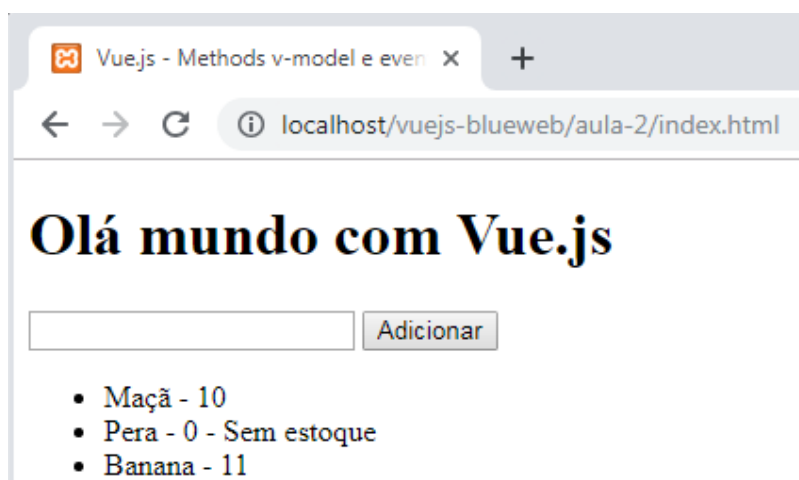 Vue.js - Methods v-model e even
localhost/vuejs-blueweb/aula-2/index.html
Olá mundo com Vue.js
Adicionar
Maçã - 10
Pera - 0 - Sem estoque
Banana - 11